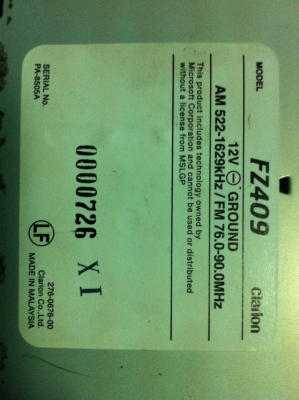 MODEL FZ409 clarion
12V ⊖ GROUND
AM 522-1629kHz / FM 76.0-90.0MHz
This product includes technology owned by
Microsoft Corporation and cannot be used or distributed
without a license from MSLGP
0000726 X I
SERIAL No.
PA-8505A
LF
276-0676-00
Clarion Co.,Ltd.
MADE IN MALAYSIA